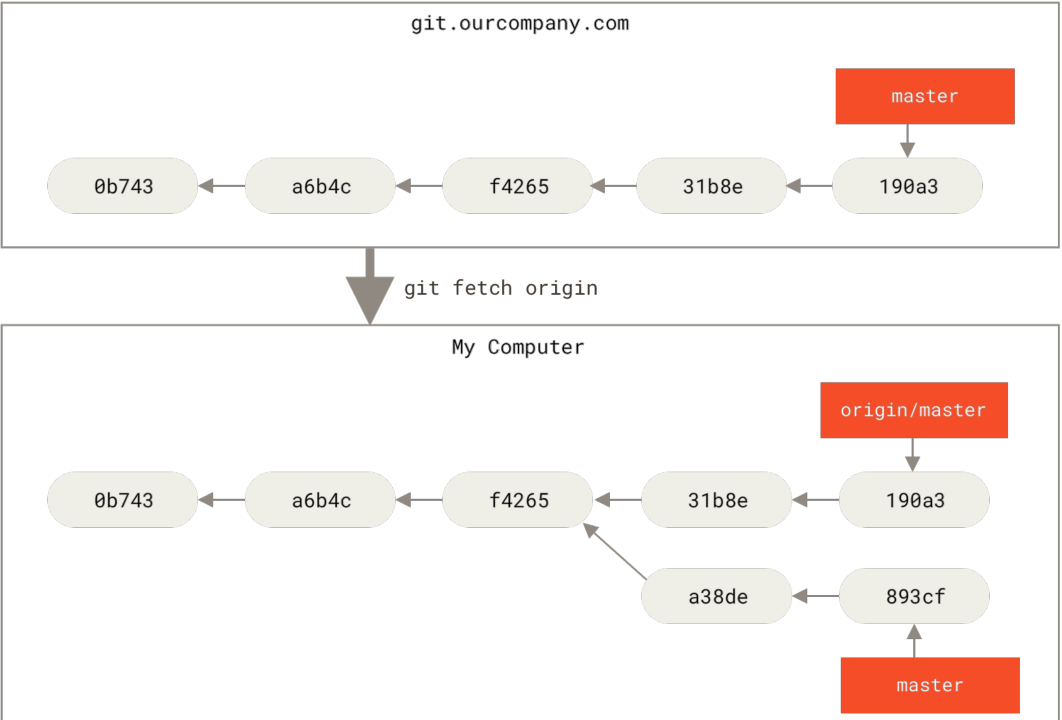 git.ourcompany.com
master
0b743 a6b4c f4265 31b8e 190a3
git fetch origin
My Computer
origin/master
0b743 a6b4c f4265 31b8e 190a3
a38de 893cf
master